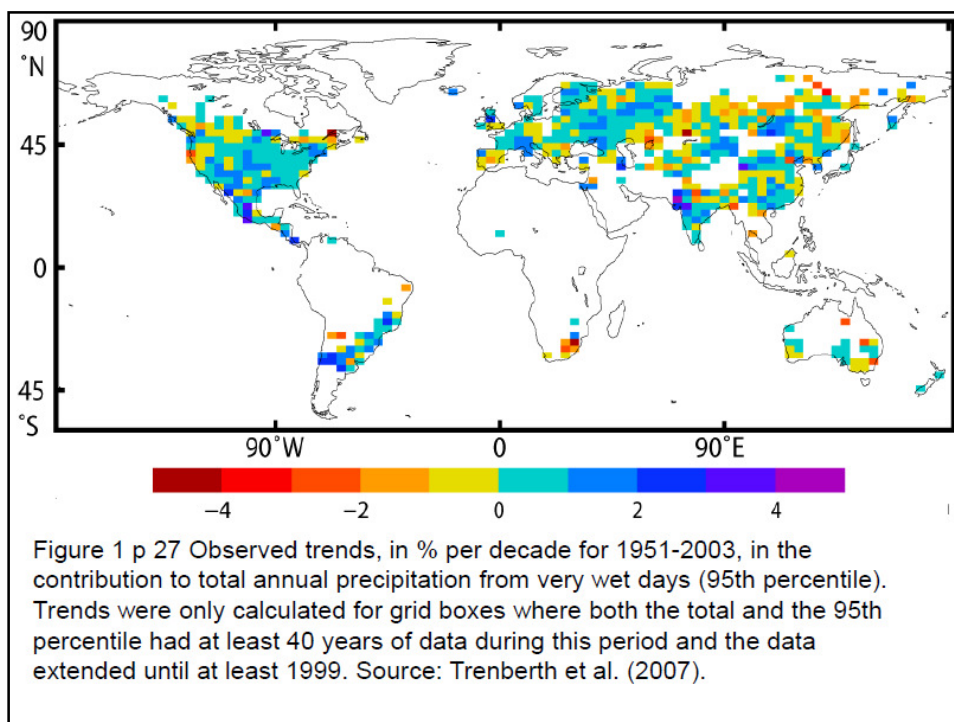 90
°N
45
0
45
°S
90°W 0 90°E
−4 −2 0 2 4
Figure 1 p 27 Observed trends, in % per decade for 1951-2003, in the
contribution to total annual precipitation from very wet days (95th percentile).
Trends were only calculated for grid boxes where both the total and the 95th
percentile had at least 40 years of data during this period and the data
extended until at least 1999. Source: Trenberth et al. (2007).